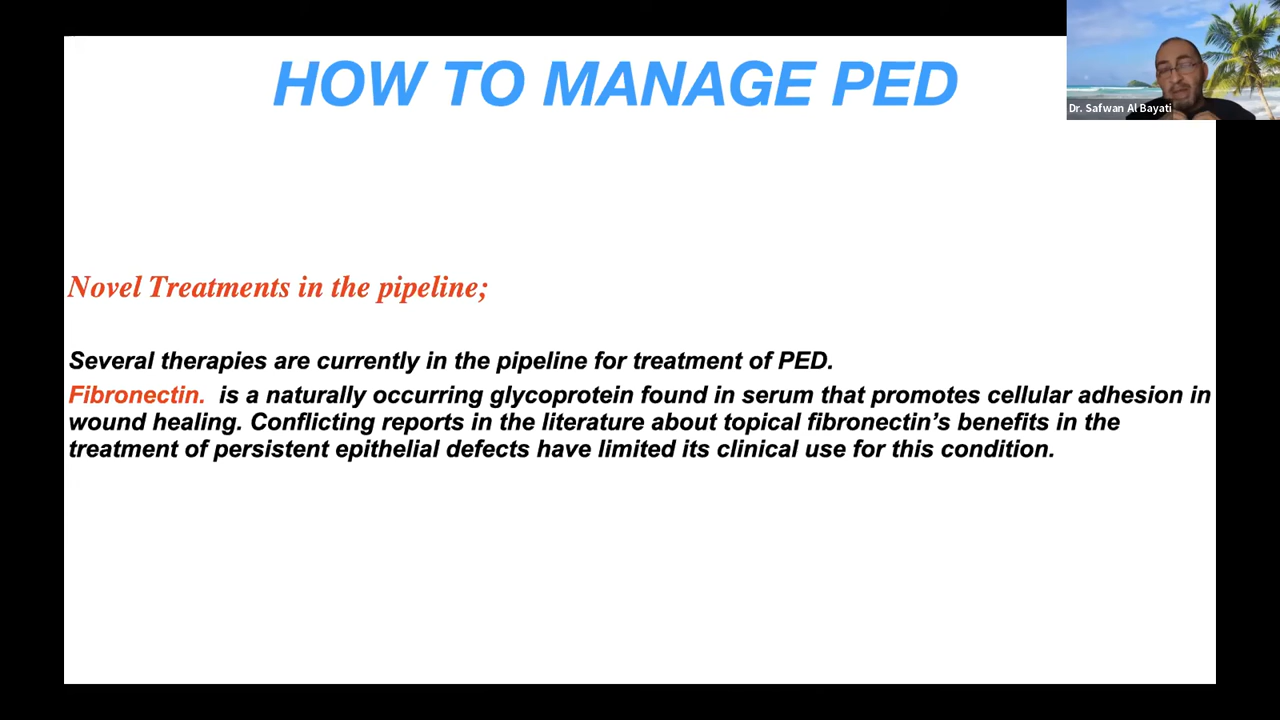 HOW TO MANAGE PED
Dr. Safwan Al Bayati
Novel Treatments in the pipeline;
Several therapies are currently in the pipeline for treatment of PED.
Fibronectin. is a naturally occurring glycoprotein found in serum that promotes cellular adhesion in
wound healing. Conflicting reports in the literature about topical fibronectin’s benefits in the
treatment of persistent epithelial defects have limited its clinical use for this condition.